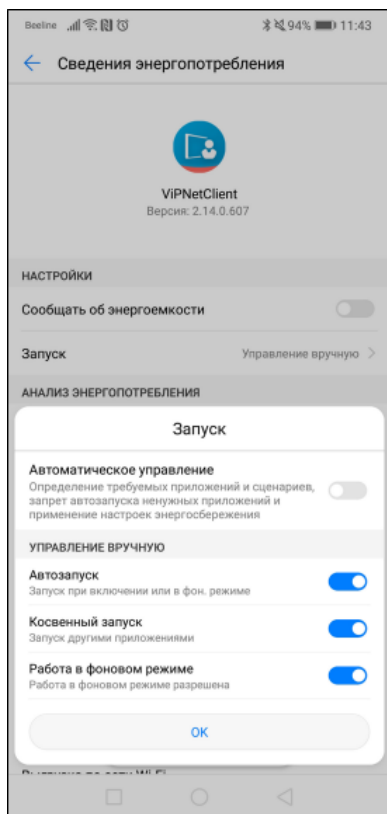 Beeline 94% 11:43
Сведения энергопотребления
ViPNetClient
Версия: 2.14.0.607
НАСТРОЙКИ
Сообщать об энергоемкости
Запуск Управление вручную
АНАЛИЗ ЭНЕРГОПОТРЕБЛЕНИЯ
Запуск
Автоматическое управление
Определение требуемых приложений и сценариев,
запрет автозапуска ненужных приложений и
применение настроек энергосбережения
УПРАВЛЕНИЕ ВРУЧНУЮ
Автозапуск
Запуск при включении или в фон. режиме
Косвенный запуск
Запуск другими приложениями
Работа в фоновом режиме
Работа в фоновом режиме разрешена
ОК